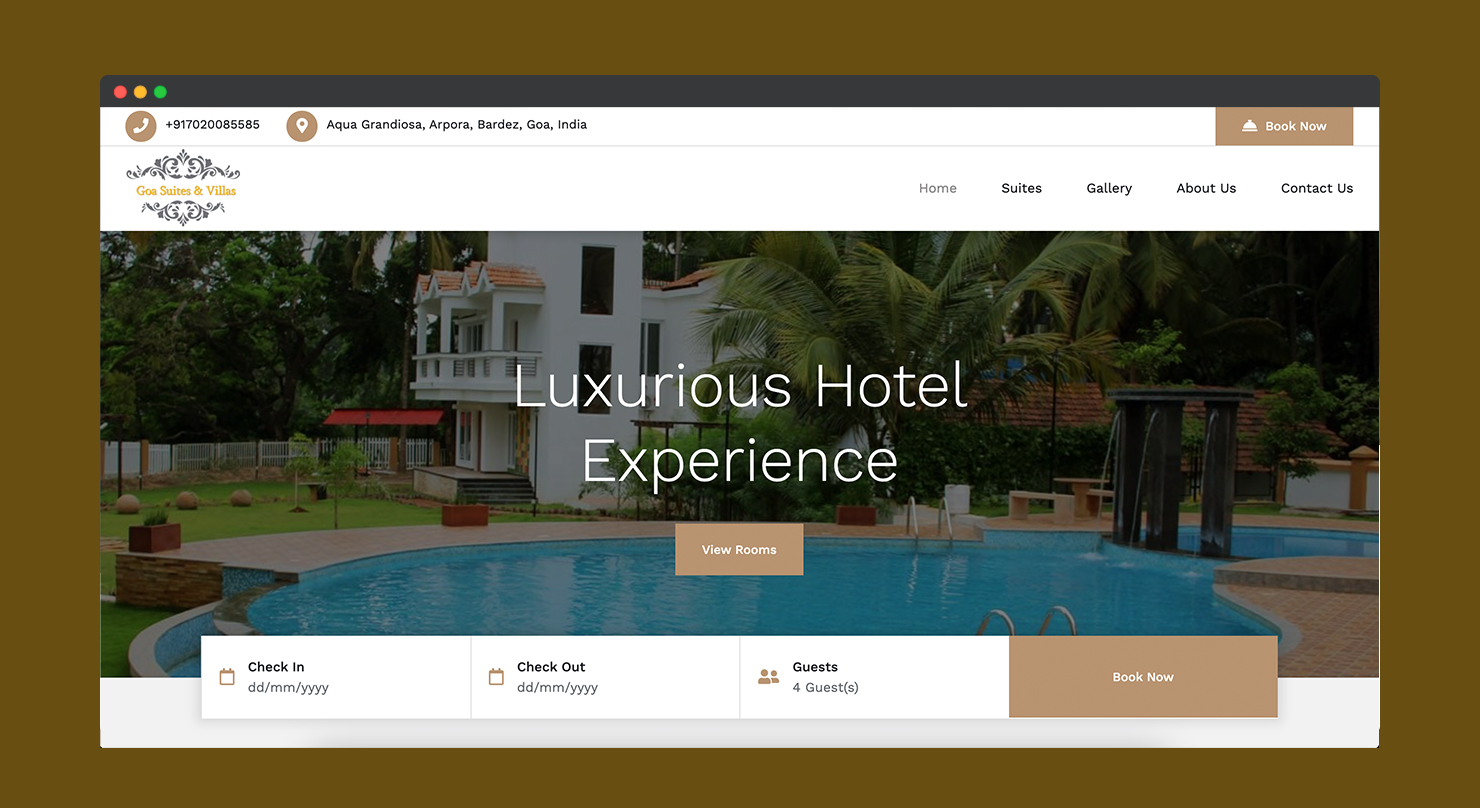 +917020085585
Aqua Grandiosa, Arpora, Bardez, Goa, India
Book Now
Goa Suites & Villas
Home
Suites
Gallery
About Us
Contact Us
Luxurious Hotel
Experience
View Rooms
Check In
dd/mm/yyyy
Check Out
dd/mm/yyyy
Guests
4 Guest(s)
Book Now